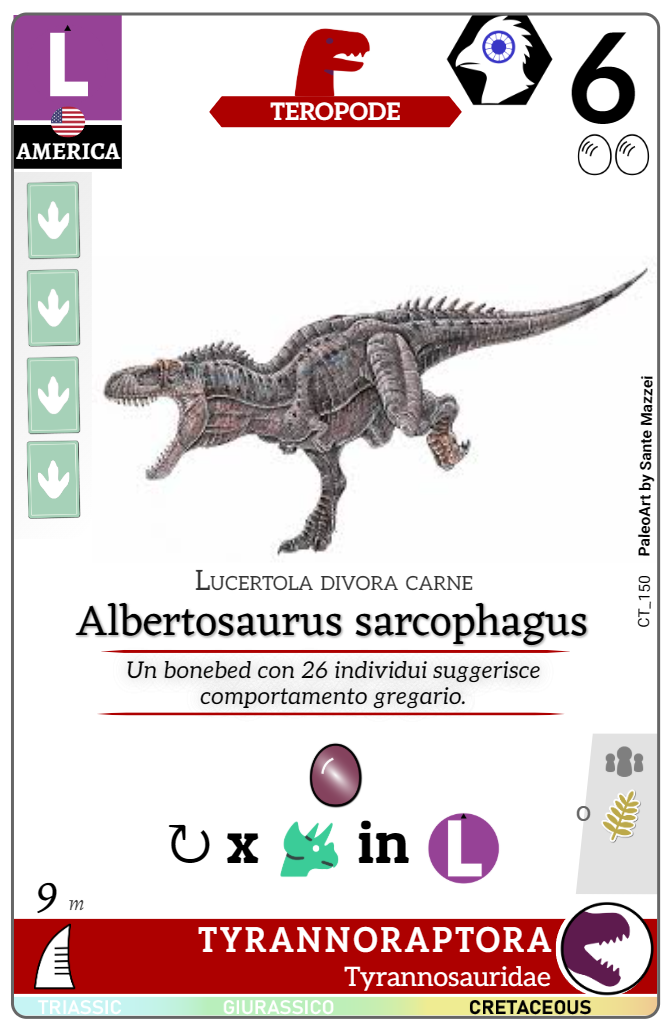 L
AMERICA
TEROPODE
6
PaleoArt by Sante Mazzei
CT_150
Lucertola divora carne
Albertosaurus sarcophagus
Un bonebed con 26 individui suggerisce
comportamento gregario.
x in L
o
9 m
TYRANNORAPTORA
Tyrannosauridae
TRIASSIC GIURASSICO CRETACEOUS